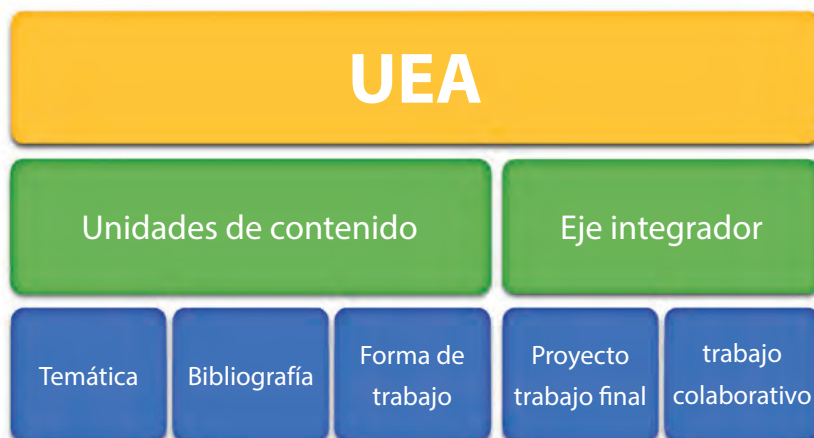 UEA
Unidades de contenido
Eje integrador
Temática
Bibliografía
Forma de
trabajo
Proyecto
trabajo final
trabajo
colaborativo